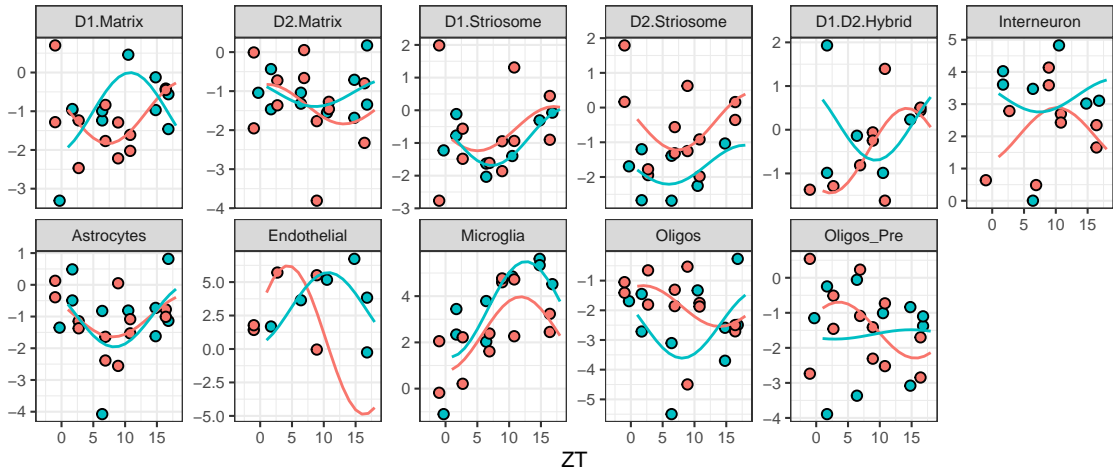 D1.Matrix D2.Matrix D1.Striosome D2.Striosome D1.D2.Hybrid Interneuron
0 −1 −2 −3
0 −1 −2 −3 −4
2 1 0 −1 −2 −3
2 1 0 −1 −2
2 1 0 −1
5 4 3 2 1 0
0 5 10 15
Astrocytes Endothelial Microglia Oligos Oligos_Pre
1 0 −1 −2 −3 −4
5.0 2.5 0.0 −2.5 −5.0
4 2 0
0 −1 −2 −3 −4 −5
0 −1 −2 −3 −4
0 5 10 15 0 5 10 15 0 5 10 15 0 5 10 15 0 5 10 15
ZT